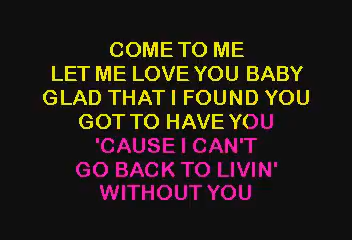 COME TO ME
LET ME LOVE YOU BABY
GLAD THAT I FOUND YOU
GOT TO HAVE YOU
'CAUSE I CAN'T
GO BACK TO LIVIN'
WITHOUT YOU